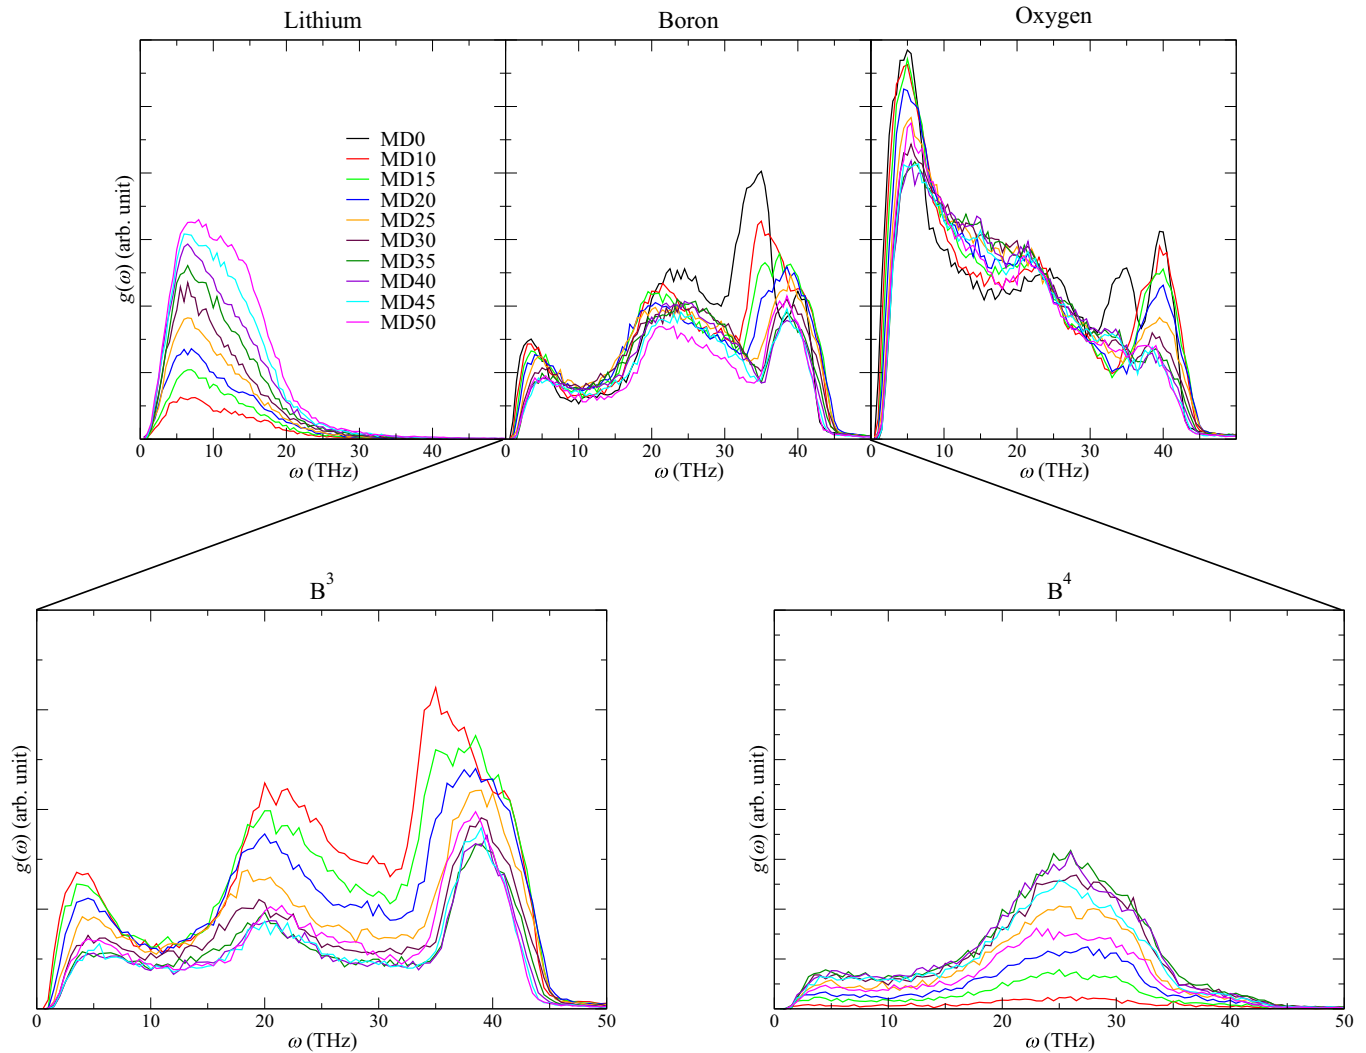 Lithium
Boron
Oxygen
g(ω) (arb. unit)
MD0
MD10
MD15
MD20
MD25
MD30
MD35
MD40
MD45
MD50
0 10 20 30 40
0 10 20 30 40
0 10 20 30 40
ω (THz)
ω (THz)
ω (THz)
B³
B⁴
g(ω) (arb. unit)
g(ω) (arb. unit)
0 10 20 30 40 50
0 10 20 30 40 50
ω (THz)
ω (THz)